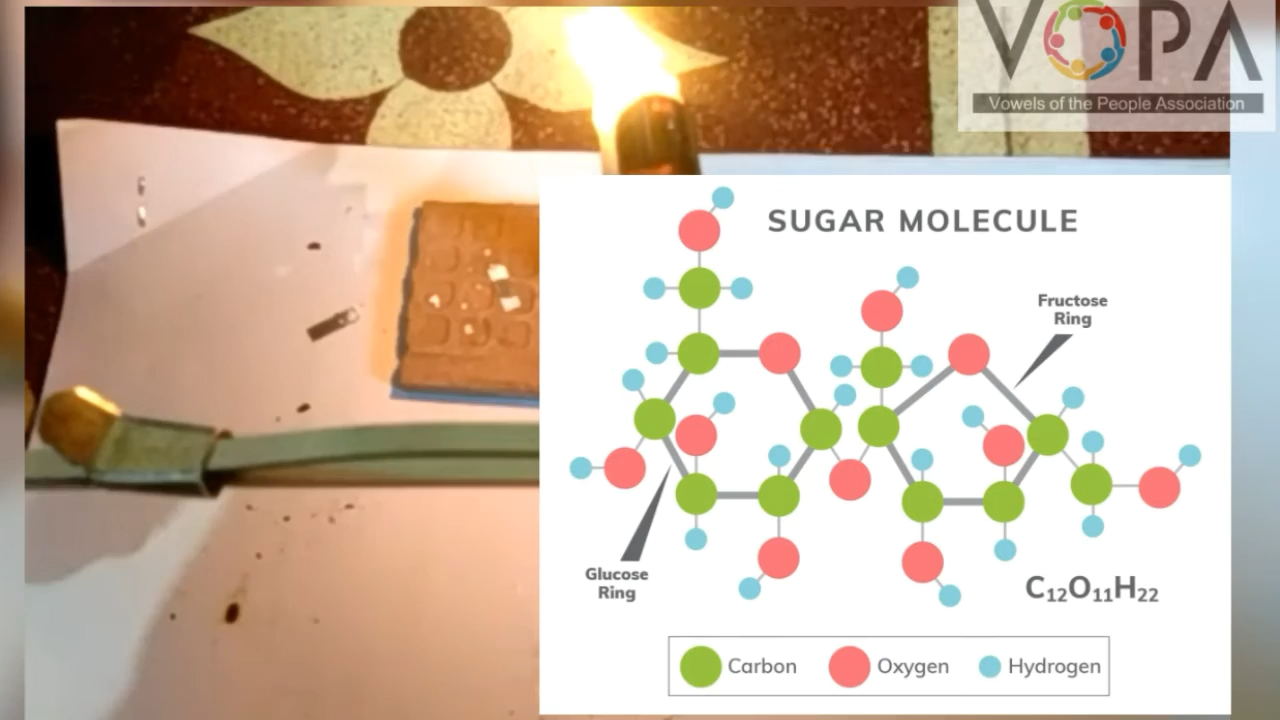 VOPA
Vowels of the People Association
SUGAR MOLECULE
Fructose
Ring
Glucose
Ring
C₁₂O₁₁H₂₂
Carbon
Oxygen
Hydrogen